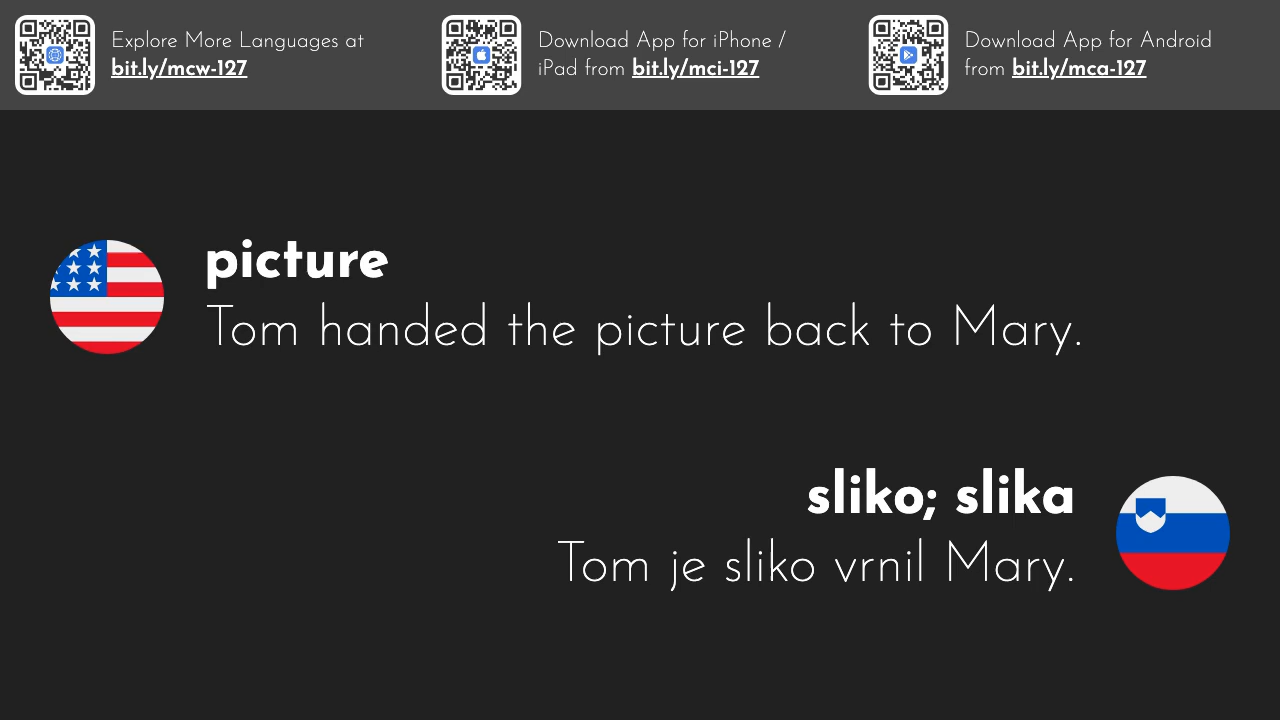 Explore More Languages at
bit.ly/mcw-127
Download App for iPhone /
iPad from bit.ly/mci-127
Download App for Android
from bit.ly/mca-127
picture
Tom handed the picture back to Mary.
sliko; slika
Tom je sliko vrnil Mary.